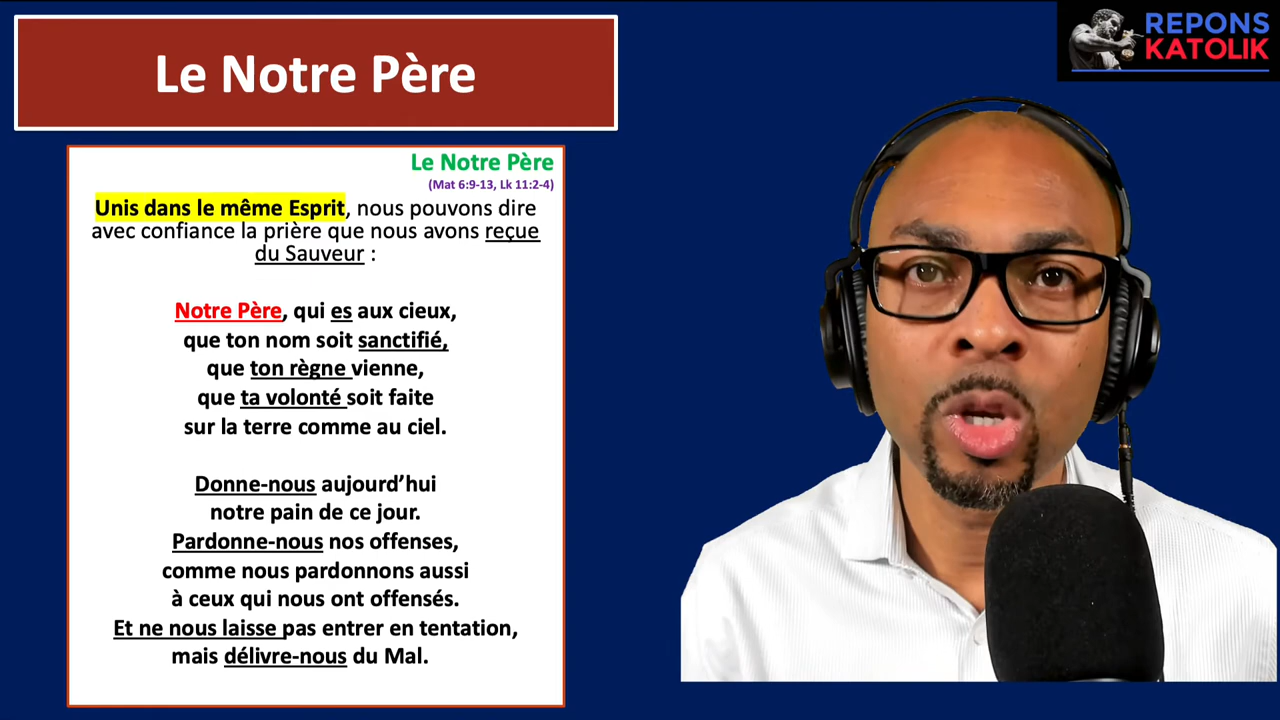 Le Notre Père
REPONS
KATOLIK
Le Notre Père
(Mat 6:9-13, Lk 11:2-4)
Unis dans le même Esprit, nous pouvons dire
avec confiance la prière que nous avons reçue
du Sauveur :
Notre Père, qui es aux cieux,
que ton nom soit sanctifié,
que ton règne vienne,
que ta volonté soit faite
sur la terre comme au ciel.
Donne-nous aujourd’hui
notre pain de ce jour.
Pardonne-nous nos offenses,
comme nous pardonnons aussi
à ceux qui nous ont offensés.
Et ne nous laisse pas entrer en tentation,
mais délivre-nous du Mal.